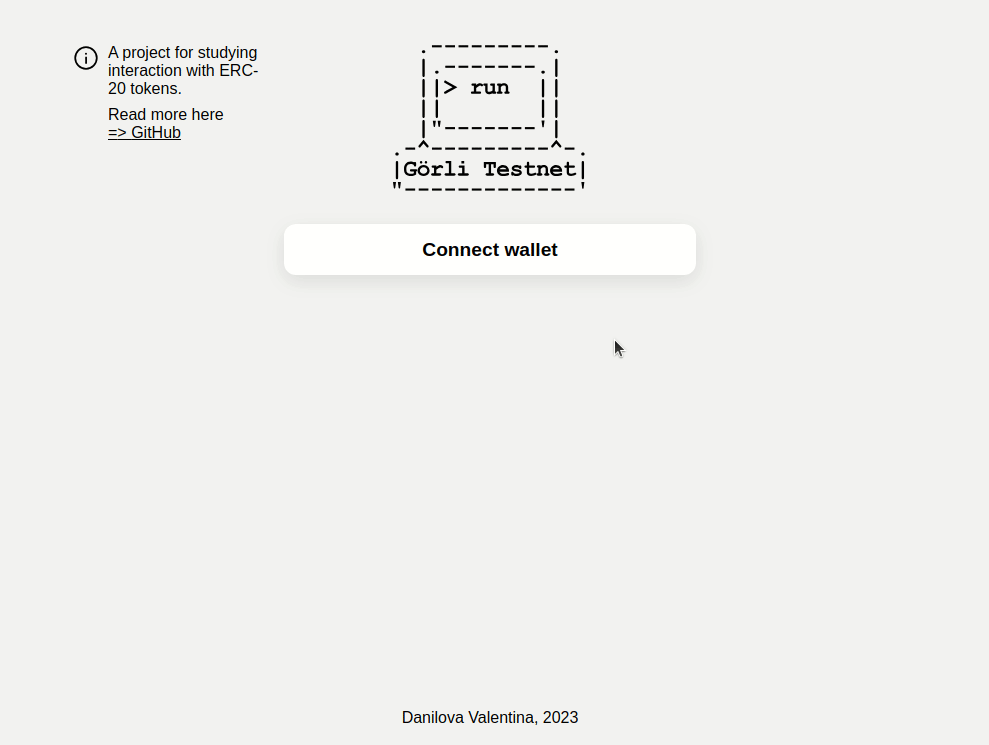 A project for studying
interaction with ERC-
20 tokens.
Read more here
=> GitHub
> run
Görli Testnet
Connect wallet
Danilova Valentina, 2023